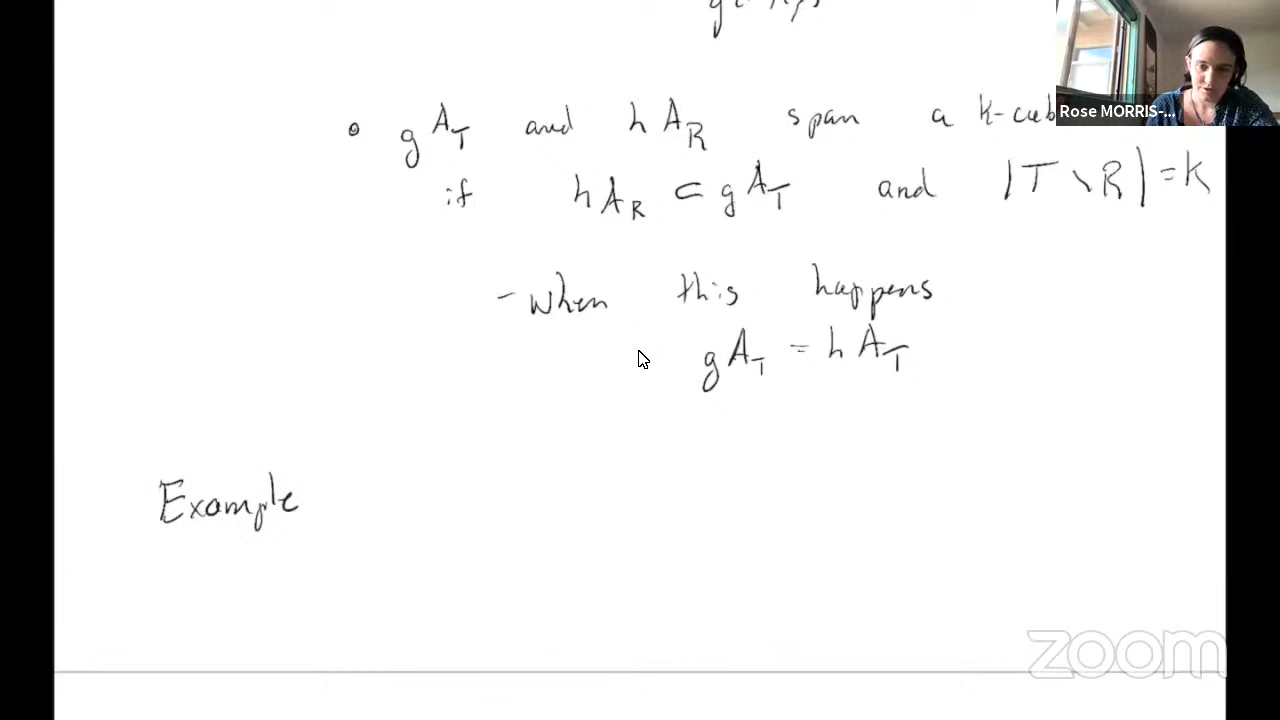 g A_T and h A_R span a k-cub
if h A_R ⊂ g A_T and |T \ R| = k
- when this happens
g A_T = h A_T
Example
Rose MORRIS-...
zoom